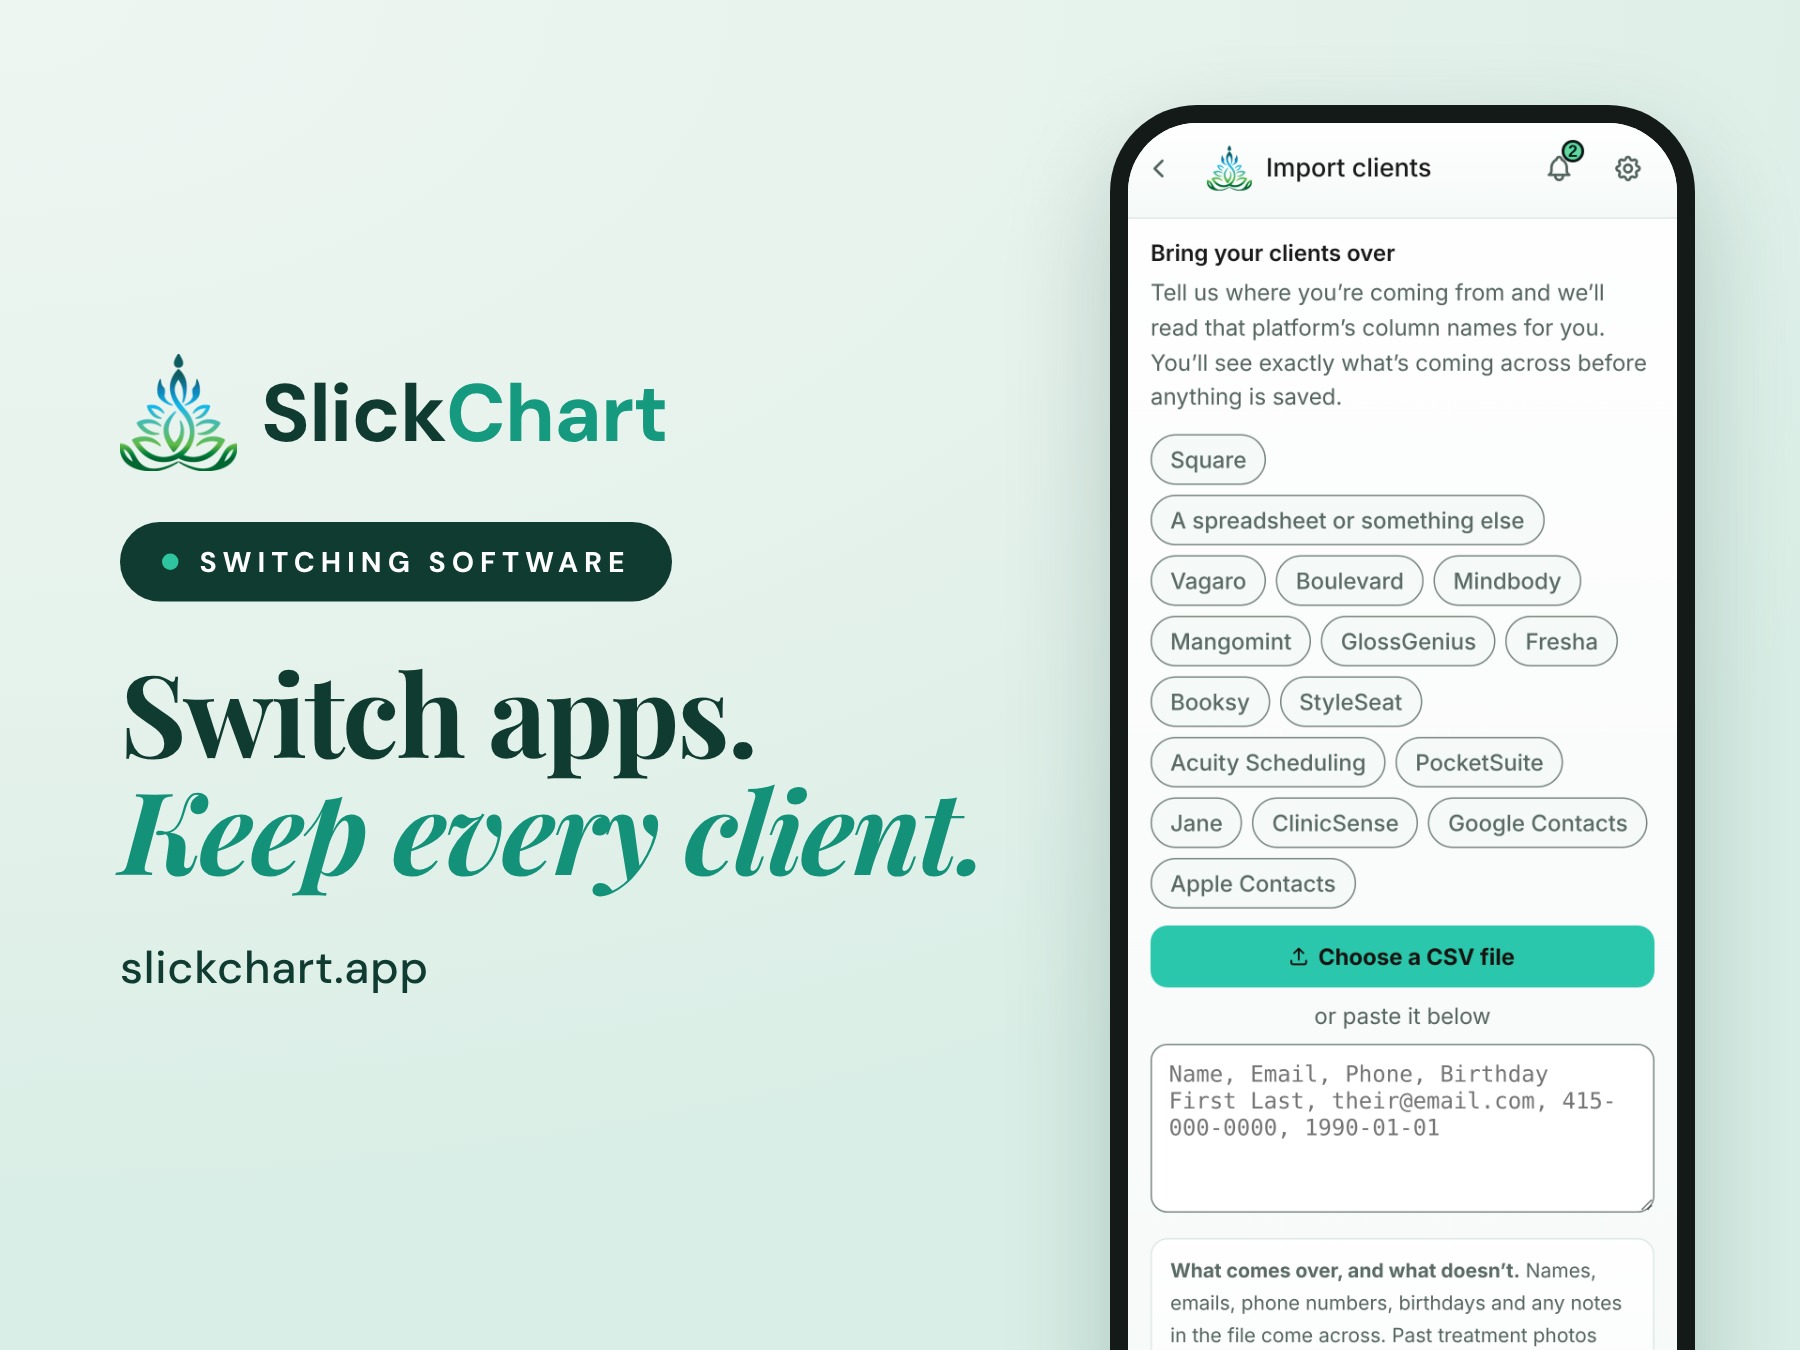 SlickChart
SWITCHING SOFTWARE
Switch apps.
Keep every client.
slickchart.app
Import clients
2
Bring your clients over
Tell us where you’re coming from and we’ll
read that platform’s column names for you.
You’ll see exactly what’s coming across before
anything is saved.
Square
A spreadsheet or something else
Vagaro Boulevard Mindbody
Mangomint GlossGenius Fresha
Booksy StyleSeat
Acuity Scheduling PocketSuite
Jane ClinicSense Google Contacts
Apple Contacts
Choose a CSV file
or paste it below
Name, Email, Phone, Birthday
First Last, their@email.com, 415-
000-0000, 1990-01-01
What comes over, and what doesn’t. Names,
emails, phone numbers, birthdays and any notes
in the file come across. Past treatment photos